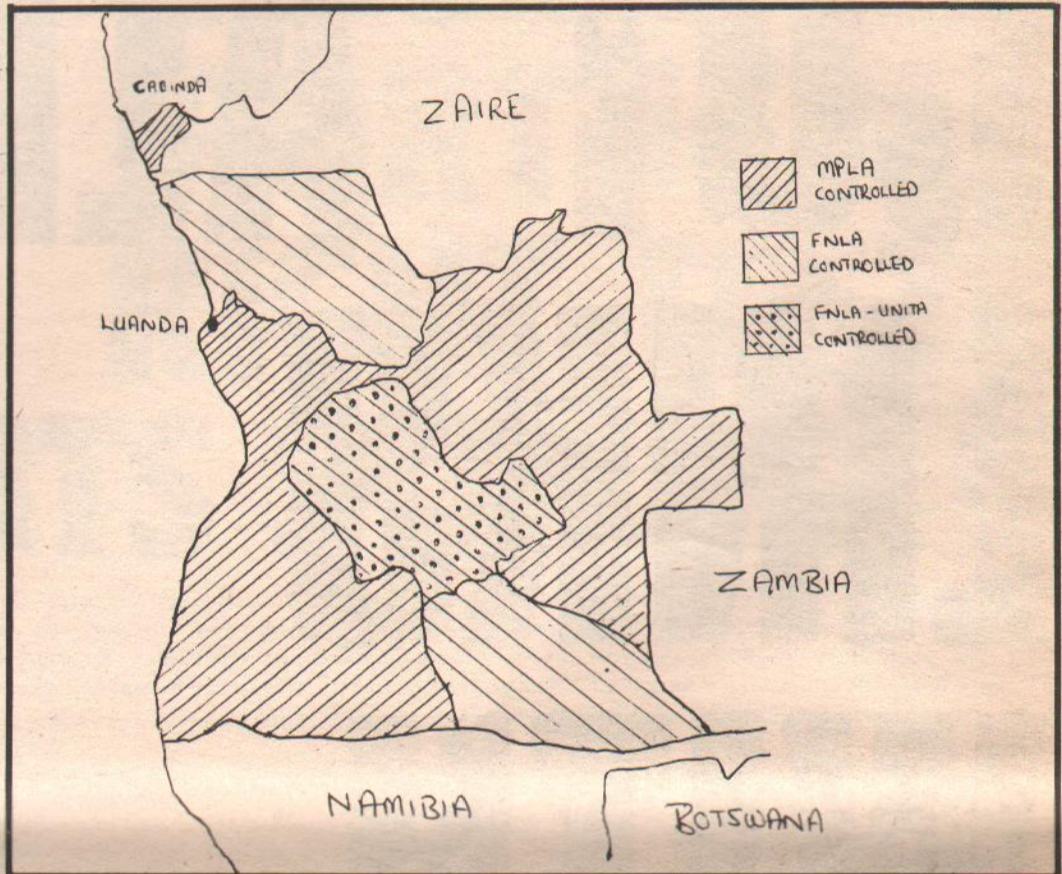 CABINDA
ZAIRE
MPLA
CONTROLLED
FNLA
CONTROLLED
LUANDA
FNLA-UNITA
CONTROLLED
ZAMBIA
NAMIBIA
BOTSWANA